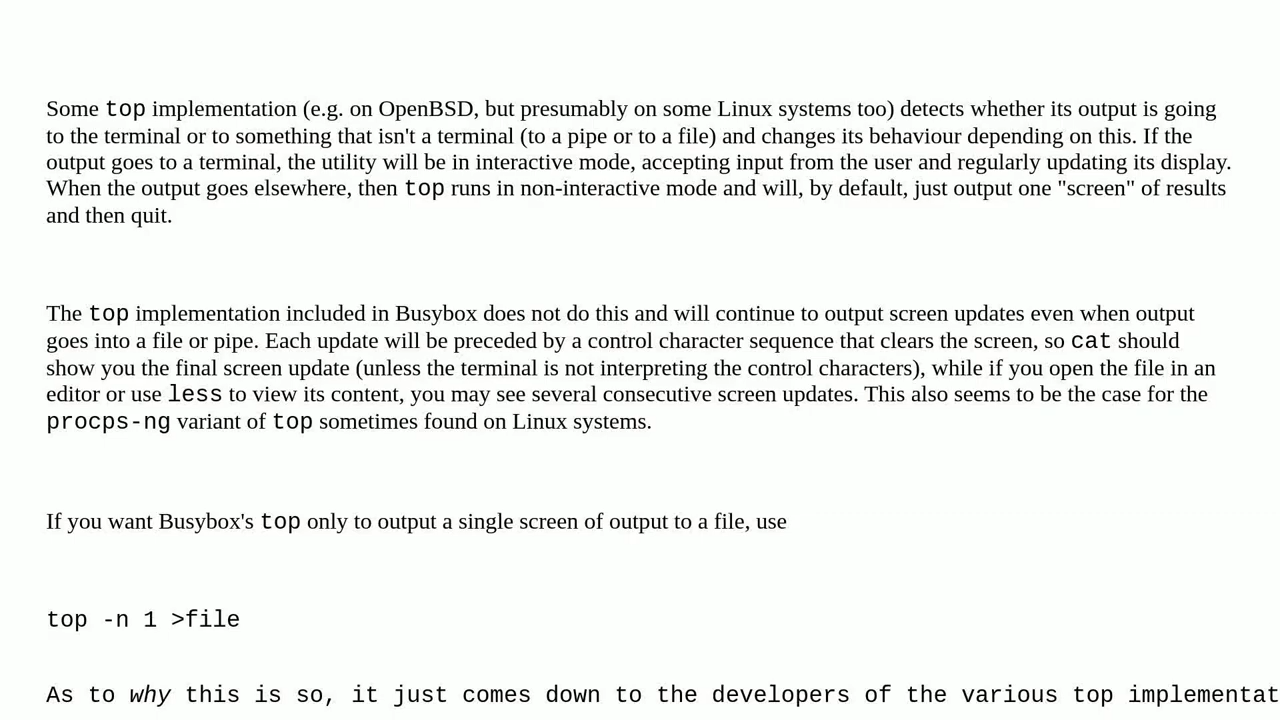 Some top implementation (e.g. on OpenBSD, but presumably on some Linux systems too) detects whether its output is going
to the terminal or to something that isn't a terminal (to a pipe or to a file) and changes its behaviour depending on this. If the
output goes to a terminal, the utility will be in interactive mode, accepting input from the user and regularly updating its display.
When the output goes elsewhere, then top runs in non-interactive mode and will, by default, just output one "screen" of results
and then quit.
The top implementation included in Busybox does not do this and will continue to output screen updates even when output
goes into a file or pipe. Each update will be preceded by a control character sequence that clears the screen, so cat should
show you the final screen update (unless the terminal is not interpreting the control characters), while if you open the file in an
editor or use less to view its content, you may see several consecutive screen updates. This also seems to be the case for the
procps-ng variant of top sometimes found on Linux systems.
If you want Busybox's top only to output a single screen of output to a file, use
top -n 1 >file
As to why this is so, it just comes down to the developers of the various top implementat